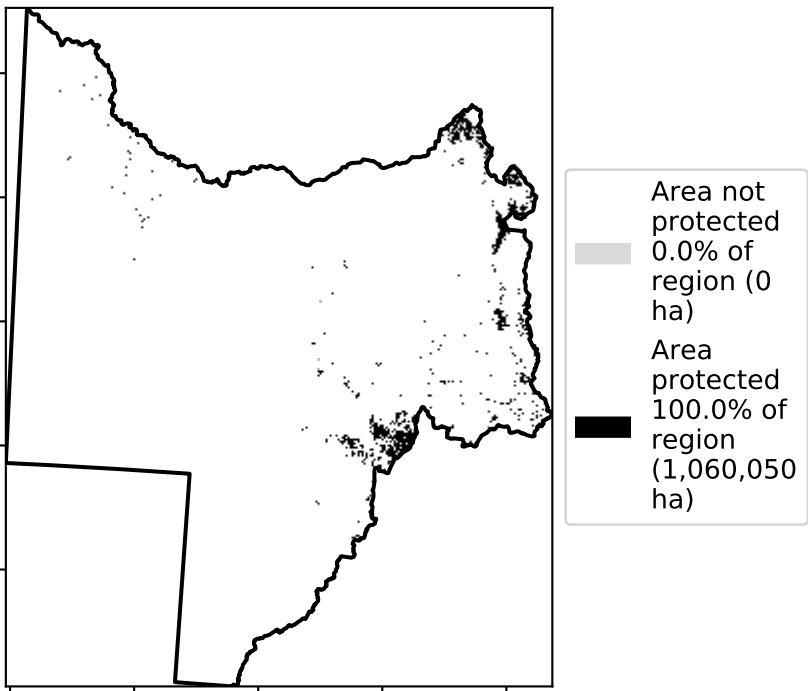 Area not
protected
0.0% of
region (0
ha)
Area
protected
100.0% of
region
(1,060,050
ha)